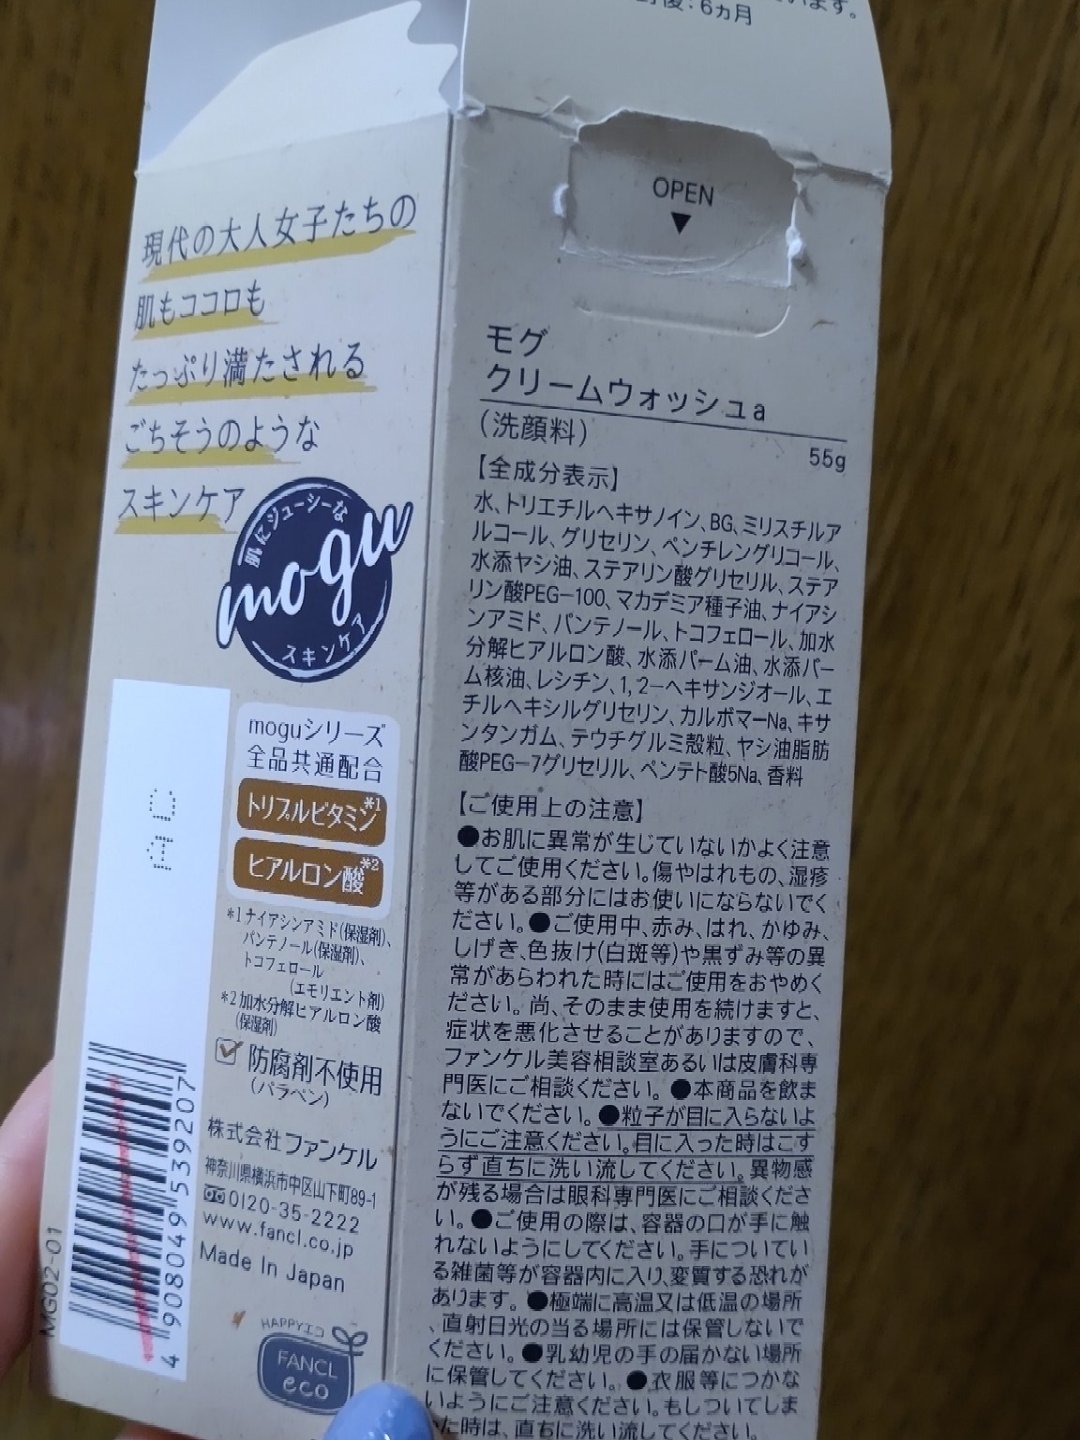 後：6ヵ月
います。
OPEN
現代の大人女子たちの
肌もココロも
たっぷり満たされる
ごちそうのような
スキンケア
肌にジューシーな
mogu
スキンケア
moguシリーズ
全品共通配合
トリプルビタミン*1
ヒアルロン酸*2
*1 ナイアシンアミド(保湿剤)、
パンテノール(保湿剤)、
トコフェロール
(エモリエント剤)
*2 加水分解ヒアルロン酸
(保湿剤)
防腐剤不使用
(パラベン)
株式会社ファンケル
神奈川県横浜市中区山下町89-1
0120-35-2222
www.fancl.co.jp
Made In Japan
HAPPYエコ
FANCL
eco
4 908049 539207
MG02-01
モグ
クリームウォッシュa
(洗顔料)
55g
【全成分表示】
水、トリエチルヘキサノイン、BG、ミリスチルア
ルコール、グリセリン、ペンチレングリコール、
水添ヤシ油、ステアリン酸グリセリル、ステア
リン酸PEG-100、マカデミア種子油、ナイアシ
ンアミド、パンテノール、トコフェロール、加水
分解ヒアルロン酸、水添パーム油、水添パー
ム核油、レシチン、1,2-ヘキサンジオール、エ
チルヘキシルグリセリン、カルボマーNa、キサ
ンタンガム、テウチグルミ殻粒、ヤシ油脂肪
酸PEG-7グリセリル、ペンテト酸5Na、香料
【ご使用上の注意】
●お肌に異常が生じていないかよく注意
してご使用ください。傷やはれもの、湿疹
等がある部分にはお使いにならないでく
ださい。●ご使用中、赤み、はれ、かゆみ、
しげき、色抜け(白斑等)や黒ずみ等の異
常があらわれた時にはご使用をおやめく
ださい。尚、そのまま使用を続けますと、
症状を悪化させることがありますので、
ファンケル美容相談室あるいは皮膚科専
門医にご相談ください。●本商品を飲ま
ないでください。●粒子が目に入らないよ
うにご注意ください。目に入った時はこす
らず直ちに洗い流してください。異物感
が残る場合は眼科専門医にご相談くださ
い。●ご使用の際は、容器の口が手に触
れないようにしてください。手についてい
る雑菌等が容器内に入り、変質する恐れが
あります。●極端に高温又は低温の場所
、直射日光の当る場所には保管しないで
ください。●乳幼児の手の届かない場所
に保管してください。●衣服等につかな
いようにご注意ください。もしついてしま
た時は、直ちに洗い流してください。